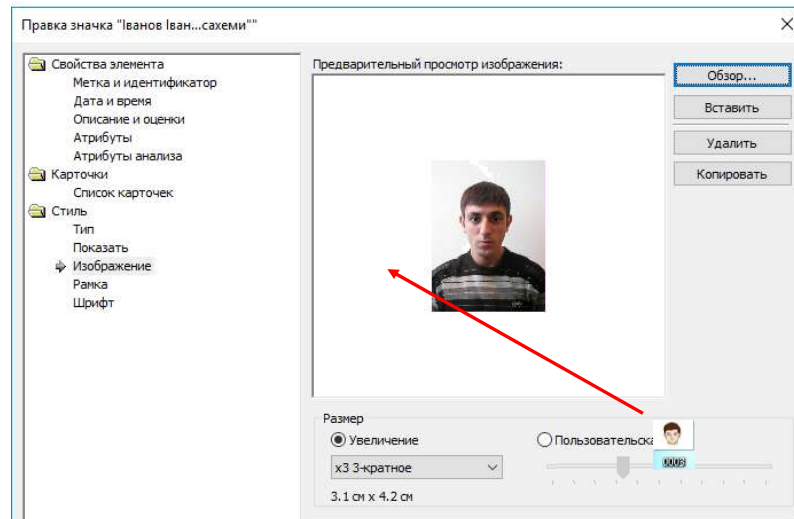 Правка значка "Іванов Іван...сахеми""
Свойства элемента
Метка и идентификатор
Дата и время
Описание и оценки
Атрибуты
Атрибуты анализа
Карточки
Список карточек
Стиль
Тип
Показать
Изображение
Рамка
Шрифт
Предварительный просмотр изображения:
Обзор...
Вставить
Удалить
Копировать
Размер
Увеличение
Пользовательска
x3 3-кратное
3.1 см x 4.2 см
0003